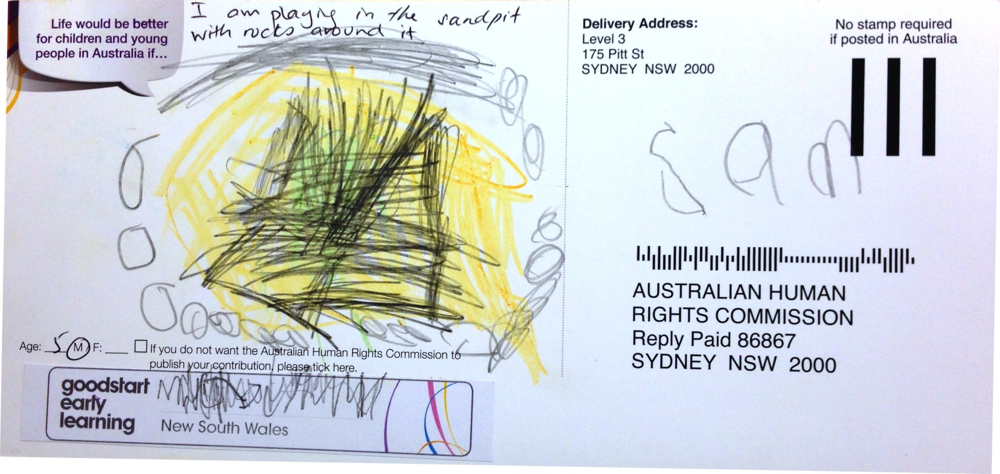 Life would be better
for children and young
people in Australia if...
I am playing in the sandpit
with rocks around it
Age: 5 M F:
If you do not want the Australian Human Rights Commission to
publish your contribution, please tick here.
goodstart
early
learning
New South Wales
Delivery Address:
Level 3
175 Pitt St
SYDNEY NSW 2000
No stamp required
if posted in Australia
San
AUSTRALIAN HUMAN
RIGHTS COMMISSION
Reply Paid 86867
SYDNEY NSW 2000